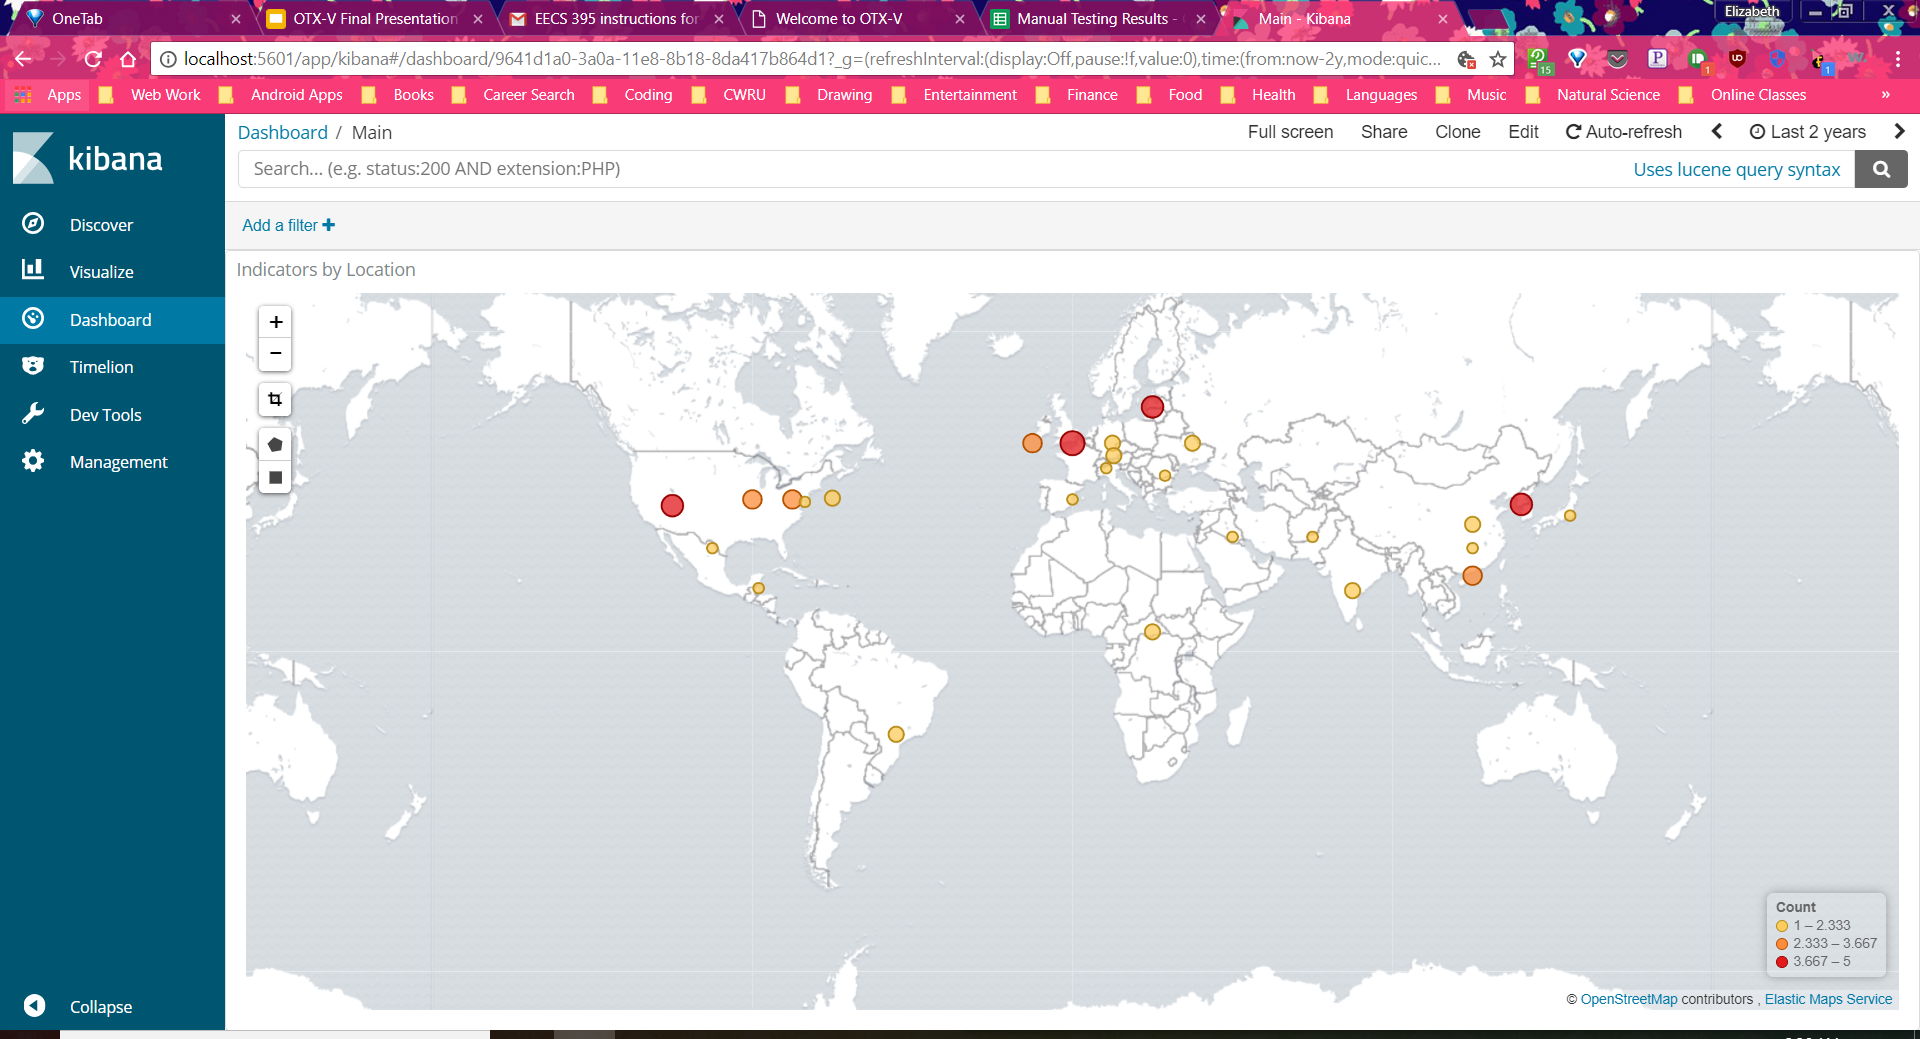 OneTab
OTX-V Final Presentation
EECS 395 instructions for
Welcome to OTX-V
Manual Testing Results -
Main - Kibana
Elizabeth
localhost:5601/app/kibana#/dashboard/9641d1a0-3a0a-11e8-8b18-8da417b864d1?_g=(refreshInterval:(display:Off,pause:!f,value:0),time:(from:now-2y,mode:quic...
15
1
1
Apps
Web Work
Android Apps
Books
Career Search
Coding
CWRU
Drawing
Entertainment
Finance
Food
Health
Languages
Music
Natural Science
Online Classes
»
kibana
Discover
Visualize
Dashboard
Timelion
Dev Tools
Management
Collapse
Dashboard / Main
Full screen
Share
Clone
Edit
Auto-refresh
Last 2 years
Search... (e.g. status:200 AND extension:PHP)
Uses lucene query syntax
Add a filter +
Indicators by Location
+
−
Count
1 – 2.333
2.333 – 3.667
3.667 – 5
© OpenStreetMap contributors , Elastic Maps Service